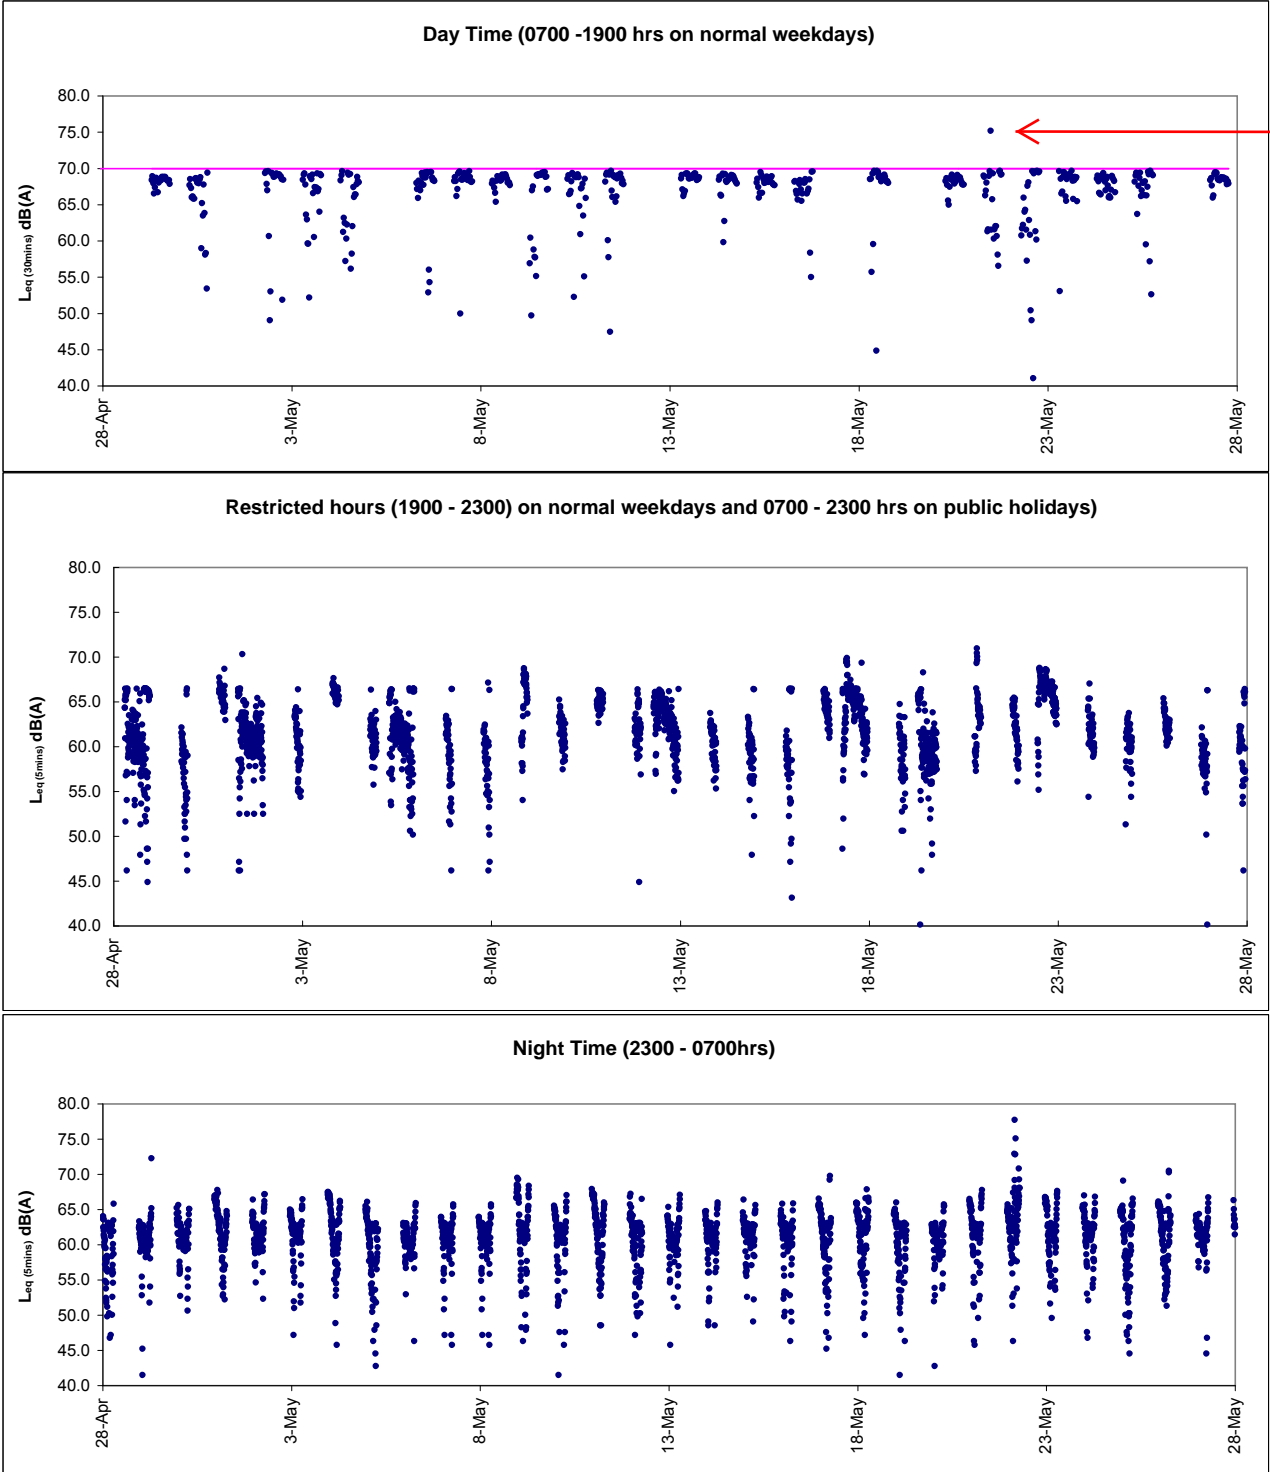 Day Time (0700 -1900 hrs on normal weekdays)
80.0
75.0
70.0
65.0
60.0
55.0
50.0
45.0
40.0
Leq (30mins) dB(A)
28-Apr
3-May
8-May
13-May
18-May
23-May
28-May
Restricted hours (1900 - 2300) on normal weekdays and 0700 - 2300 hrs on public holidays)
80.0
75.0
70.0
65.0
60.0
55.0
50.0
45.0
40.0
Leq (5mins) dB(A)
28-Apr
3-May
8-May
13-May
18-May
23-May
28-May
Night Time (2300 - 0700hrs)
80.0
75.0
70.0
65.0
60.0
55.0
50.0
45.0
40.0
Leq (5mins) dB(A)
28-Apr
3-May
8-May
13-May
18-May
23-May
28-May